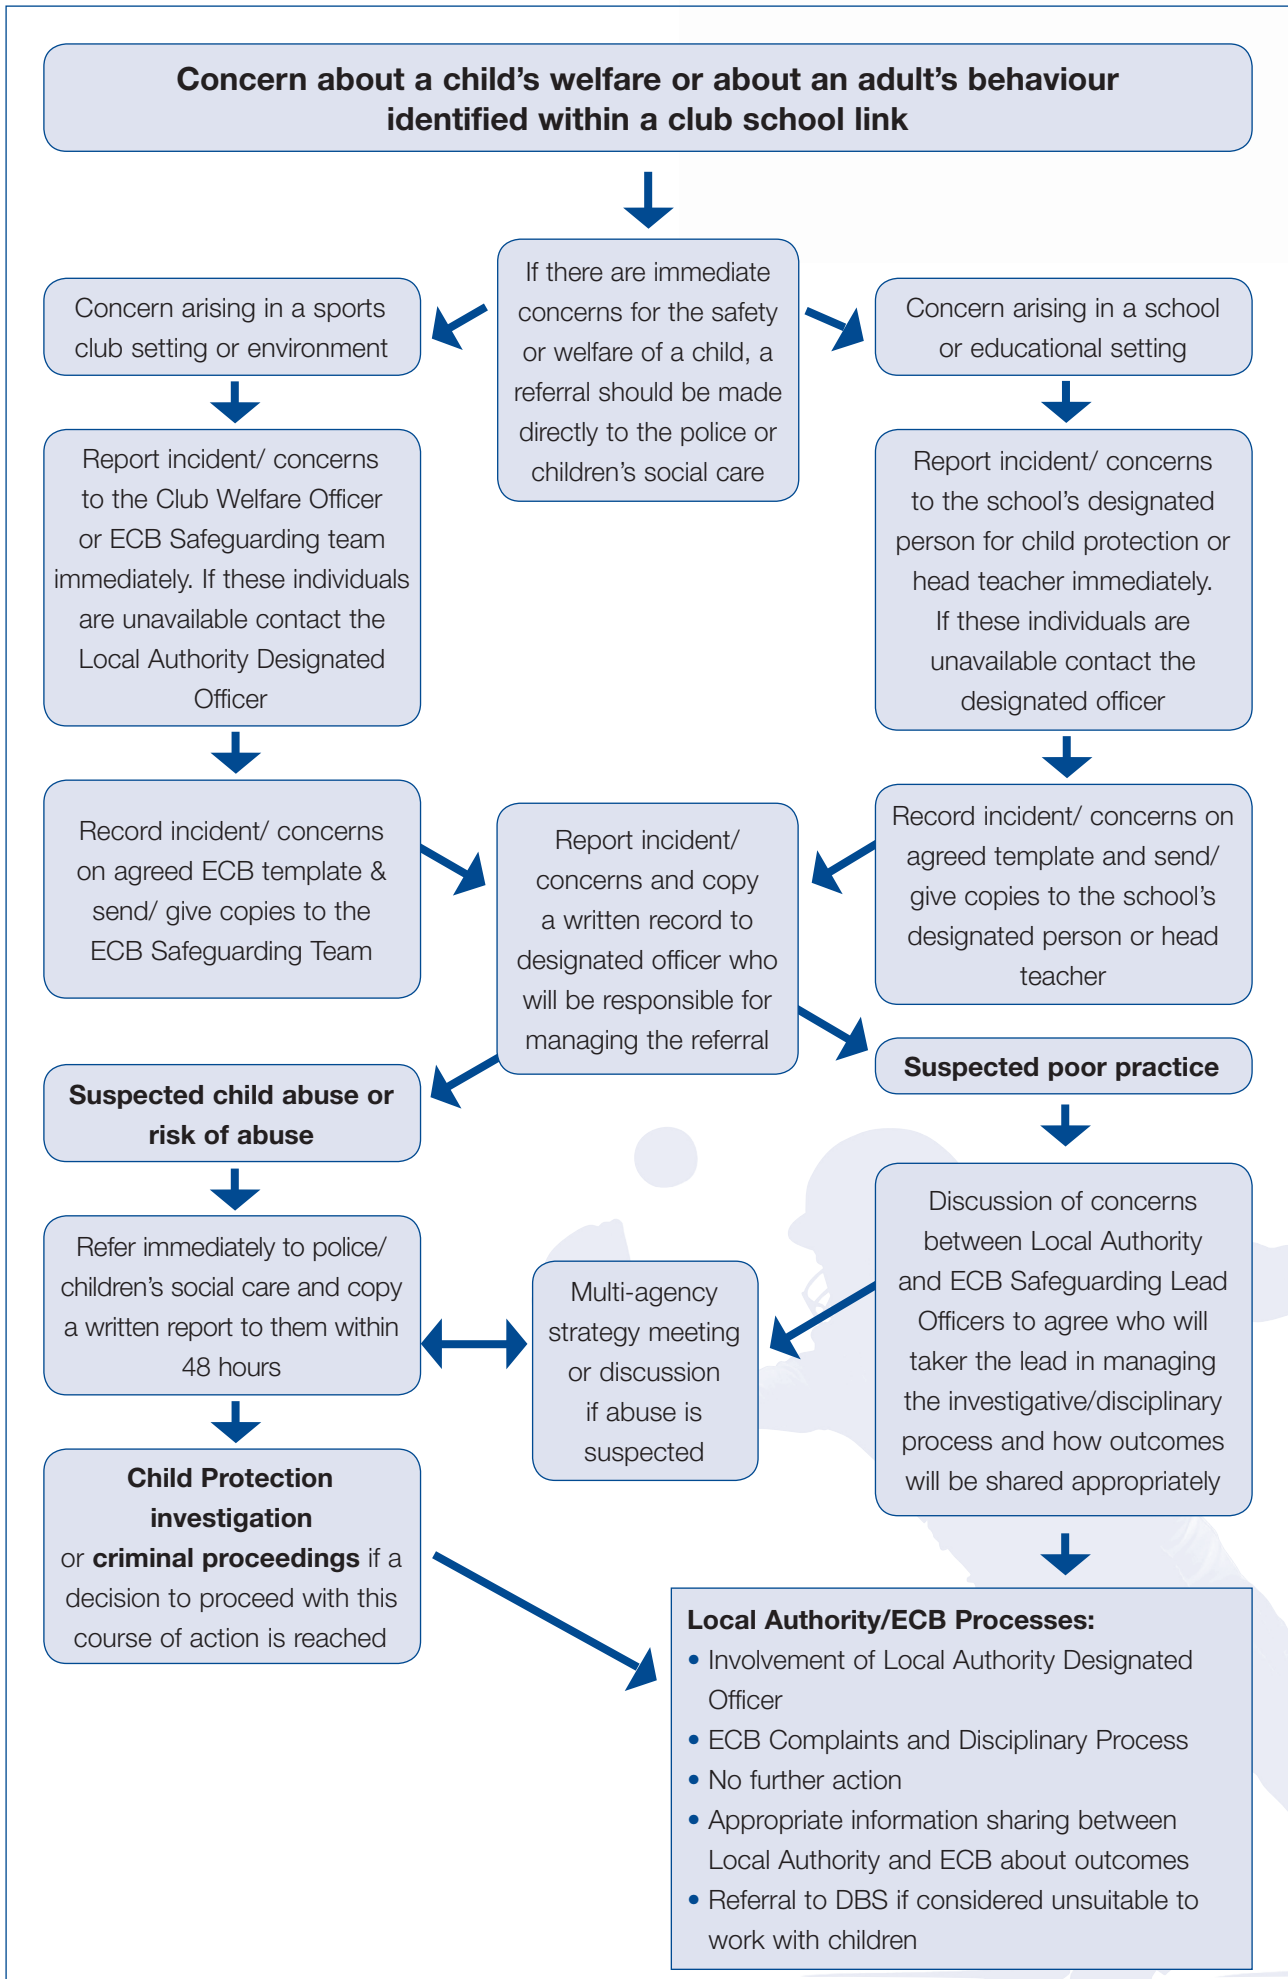 Concern about a child’s welfare or about an adult’s behaviour
identified within a club school link
If there are immediate
concerns for the safety
or welfare of a child, a
referral should be made
directly to the police or
children’s social care
Concern arising in a sports
club setting or environment
Concern arising in a school
or educational setting
Report incident/ concerns
to the Club Welfare Officer
or ECB Safeguarding team
immediately. If these individuals
are unavailable contact the
Local Authority Designated
Officer
Report incident/ concerns
to the school’s designated
person for child protection or
head teacher immediately.
If these individuals are
unavailable contact the
designated officer
Record incident/ concerns
on agreed ECB template &
send/ give copies to the
ECB Safeguarding Team
Report incident/
concerns and copy
a written record to
designated officer who
will be responsible for
managing the referral
Record incident/ concerns on
agreed template and send/
give copies to the school’s
designated person or head
teacher
Suspected child abuse or
risk of abuse
Suspected poor practice
Refer immediately to police/
children’s social care and copy
a written report to them within
48 hours
Multi-agency
strategy meeting
or discussion
if abuse is
suspected
Discussion of concerns
between Local Authority
and ECB Safeguarding Lead
Officers to agree who will
taker the lead in managing
the investigative/disciplinary
process and how outcomes
will be shared appropriately
Child Protection
investigation
or criminal proceedings if a
decision to proceed with this
course of action is reached
Local Authority/ECB Processes:
• Involvement of Local Authority Designated
Officer
• ECB Complaints and Disciplinary Process
• No further action
• Appropriate information sharing between
Local Authority and ECB about outcomes
• Referral to DBS if considered unsuitable to
work with children